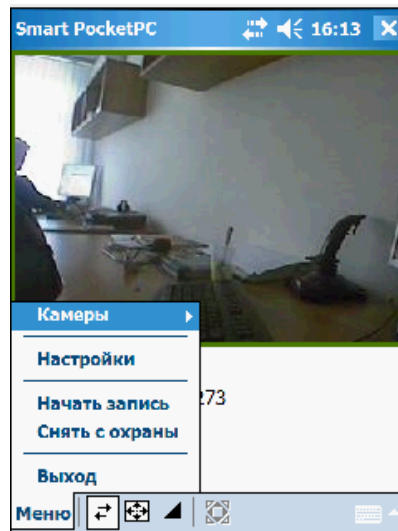 Smart PocketPC 16:13
Камеры
Настройки
273
Начать запись
Снять с охраны
Выход
Меню